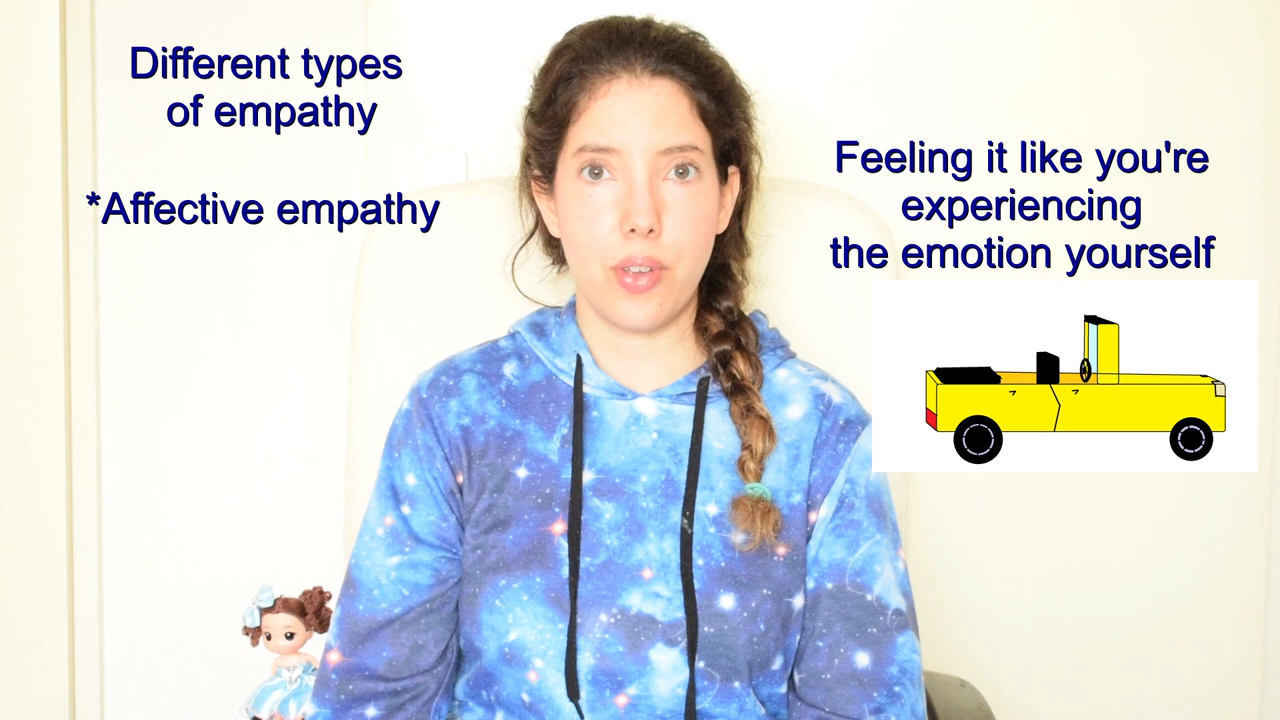 Different types
of empathy
*Affective empathy
Feeling it like you're
experiencing
the emotion yourself